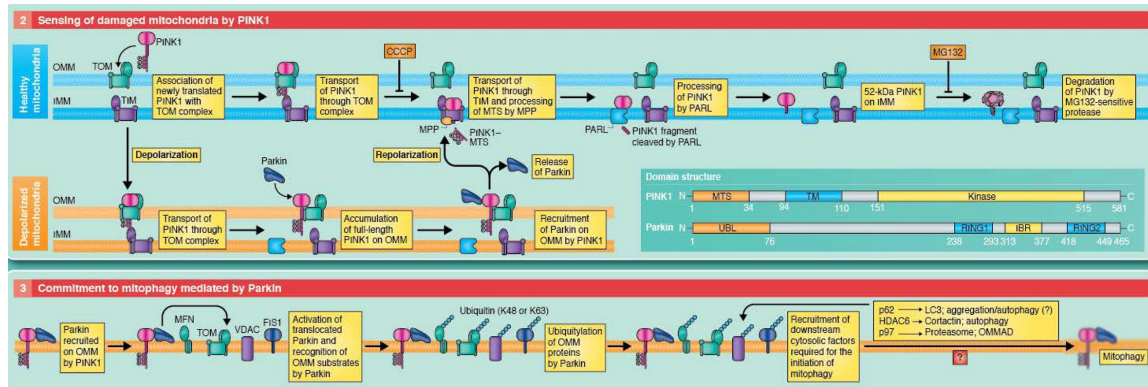 2 Sensing of damaged mitochondria by PINK1
Healthy
mitochondria
OMM
IMM
TOM
PINK1
TIM
Association of
newly translated
PINK1 with
TOM complex
Transport
of PINK1
through TOM
complex
CCCP
MPP
PINK1–
MTS
Transport of PINK1
through TIM and
processing of
MTS by MPP
PARL
PINK1 fragment
cleaved by PARL
Processing
of PINK1
by PARL
52-kDa PINK1
on IMM
MG132
Degradation
of PINK1 by
MG132-sensitive
protease
Depolarization
Repolarization
Parkin
Release
of Parkin
Depolarized
mitochondria
OMM
IMM
Transport of
PINK1 through
TOM complex
Accumulation
of full-length
PINK1 on OMM
Recruitment
of Parkin on
OMM by PINK1
Domain structure
PINK1 N MTS TM Kinase C
1 34 94 110 151 515 581
Parkin N UBL RING1 IBR RING2 C
1 76 238 293 313 377 418 449 465
3 Commitment to mitophagy mediated by Parkin
Parkin
recruited
on OMM
by PINK1
MFN
TOM
VDAC
FIS1
Activation of
translocated
Parkin and
recognition of
OMM substrates
by Parkin
Ubiquitin (K48 or K63)
Ubiquitylation
of OMM
proteins
by Parkin
Recruitment of
downstream
cytosolic factors
required for the
initiation of
mitophagy
p62 LC3; aggregation/autophagy (?)
HDAC6 Cortactin; autophagy
p97 Proteasome; OMMAD
?
Mitophagy